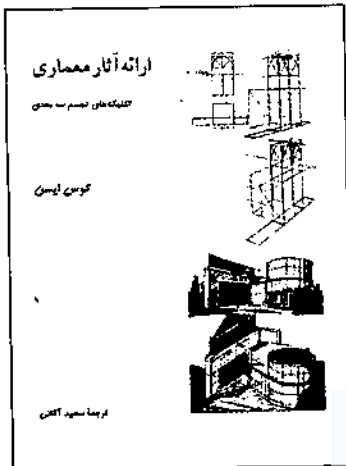 ارائه آثار معماری
تکنیک‌های تجسم سه بعدی
کوس ایسن
ترجمهٔ سعید آقائی